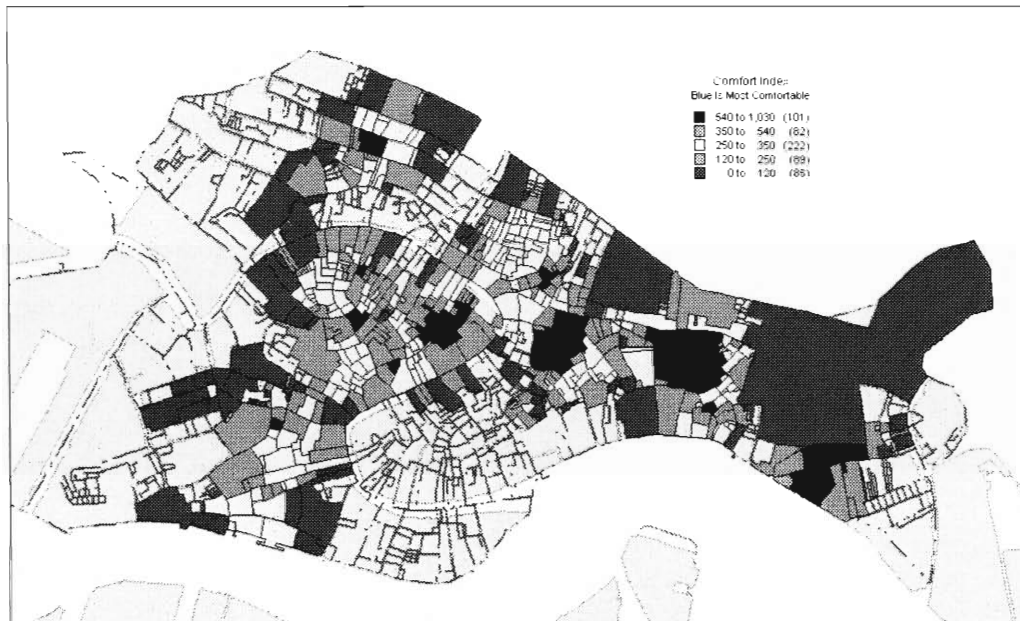 Comfort Index
Blue Is Most Comfortable
540 to 1,030 (101)
350 to 540 (82)
250 to 350 (222)
120 to 250 (89)
0 to 120 (86)